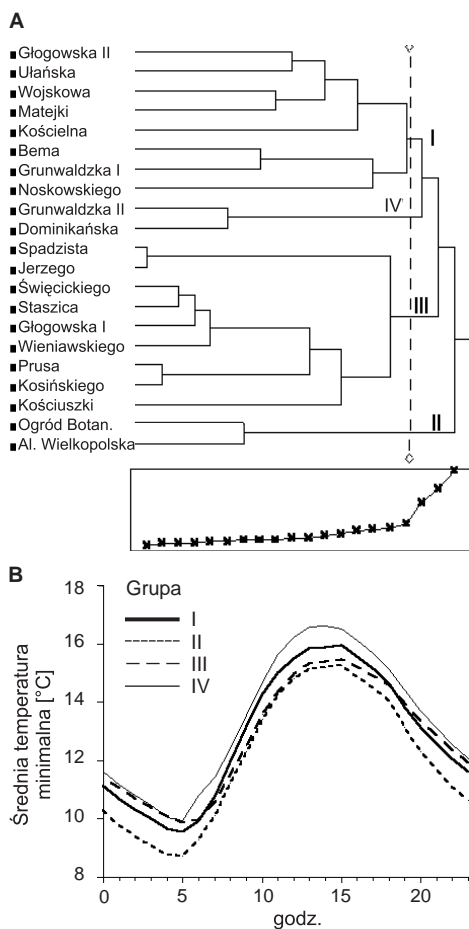 A
Głogowska II
Ułańska
Wojskowa
Matejki
Kościelna
Bema
Grunwaldzka I
Noskowskiego
Grunwaldzka II
Dominikańska
Spadzista
Jerzego
Święcickiego
Staszica
Głogowska I
Wieniawskiego
Prusa
Kosińskiego
Kościuszki
Ogród Botan.
Al. Wielkopolska
I
IV
III
II
B
Grupa
I
II
III
IV
Średnia temperatura
minimalna [°C]
18
16
14
12
10
8
0 5 10 15 20
godz.